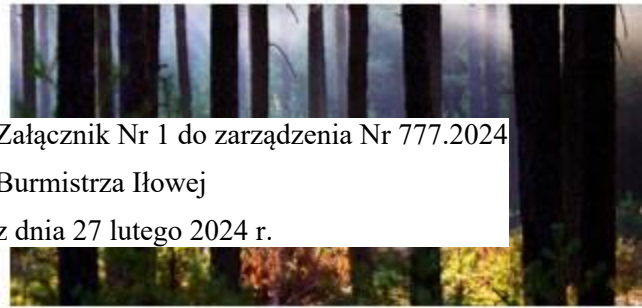 Załącznik Nr 1 do zarządzenia Nr 777.2024
Burmistrza Iłowej
z dnia 27 lutego 2024 r.